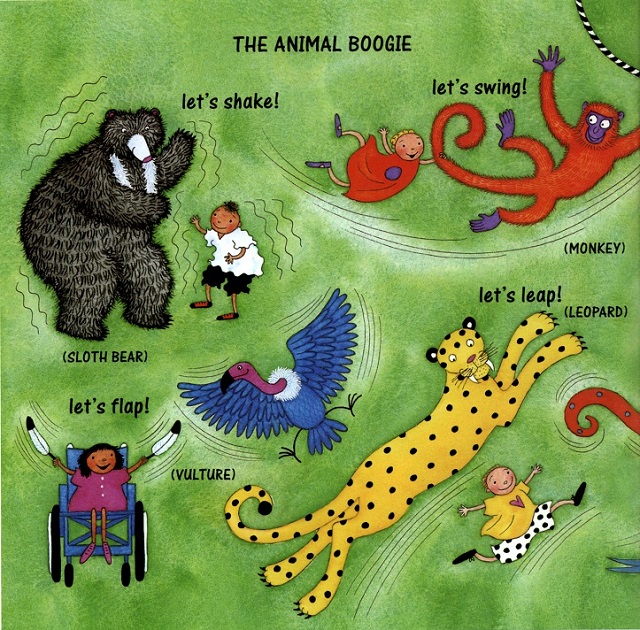 THE ANIMAL BOOGIE
let's shake!
let's swing!
(MONKEY)
let's leap!
(LEOPARD)
(SLOTH BEAR)
let's flap!
(VULTURE)